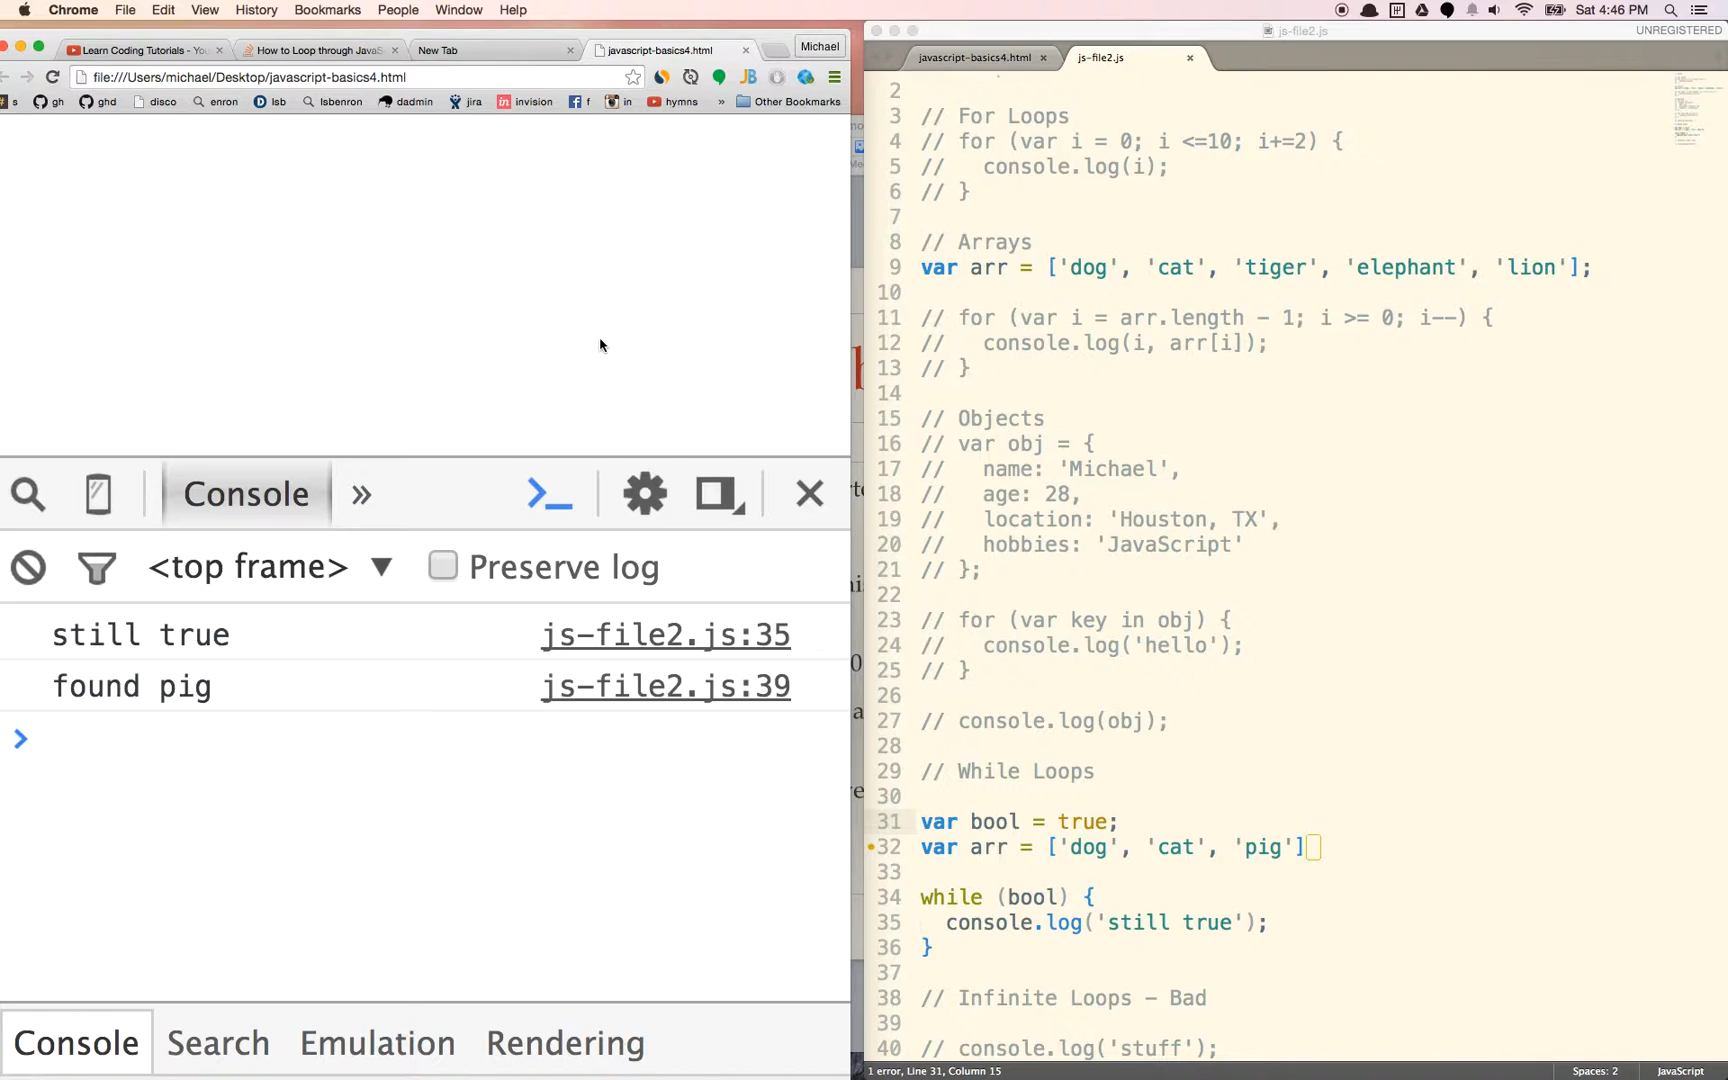 Chrome File Edit View History Bookmarks People Window Help
Sat 4:46 PM
Learn Coding Tutorials - You
How to Loop through JavaS
New Tab
javascript-basics4.html
Michael
file:///Users/michael/Desktop/javascript-basics4.html
s gh ghd disco enron lsb lsbenron dadmin jira invision f in hymns » Other Bookmarks
Console »
<top frame> ▼ Preserve log
still true js-file2.js:35
found pig js-file2.js:39
>
Console Search Emulation Rendering
js-file2.js
UNREGISTERED
javascript-basics4.html
js-file2.js
2
3 // For Loops
4 // for (var i = 0; i <=10; i+=2) {
5 //   console.log(i);
6 // }
7
8 // Arrays
9 var arr = ['dog', 'cat', 'tiger', 'elephant', 'lion'];
10
11 // for (var i = arr.length - 1; i >= 0; i--) {
12 //   console.log(i, arr[i]);
13 // }
14
15 // Objects
16 // var obj = {
17 //   name: 'Michael',
18 //   age: 28,
19 //   location: 'Houston, TX',
20 //   hobbies: 'JavaScript'
21 // };
22
23 // for (var key in obj) {
24 //   console.log('hello');
25 // }
26
27 // console.log(obj);
28
29 // While Loops
30
31 var bool = true;
32 var arr = ['dog', 'cat', 'pig']
33
34 while (bool) {
35   console.log('still true');
36 }
37
38 // Infinite Loops - Bad
39
40 // console.log('stuff');
1 error, Line 31, Column 15
Spaces: 2
JavaScript